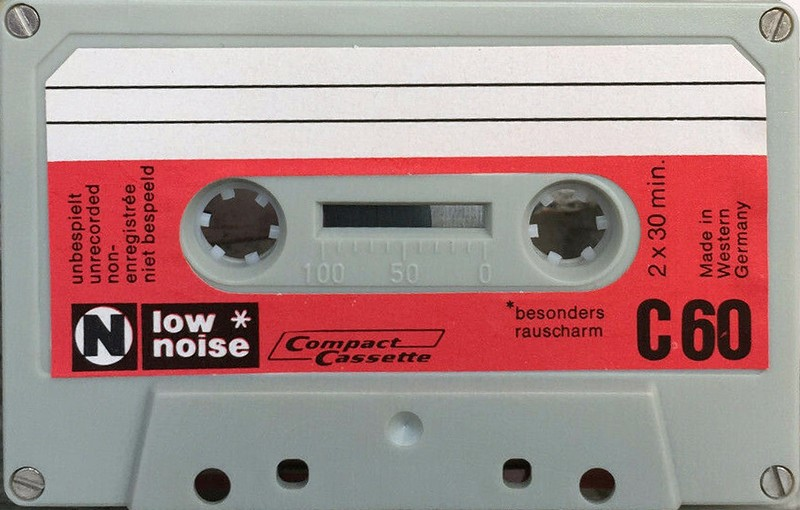 unbespielt
unrecorded
non-
enregistrée
niet bespeeld
100 50 0
2 x 30 min.
Made in
Western
Germany
N
low *
noise
Compact
Cassette
*besonders
rauscharm
C 60